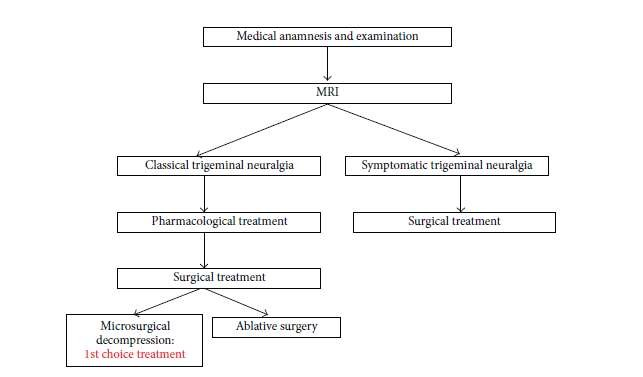 Medical anamnesis and examination
MRI
Classical trigeminal neuralgia
Symptomatic trigeminal neuralgia
Pharmacological treatment
Surgical treatment
Surgical treatment
Microsurgical
decompression:
1st choice treatment
Ablative surgery